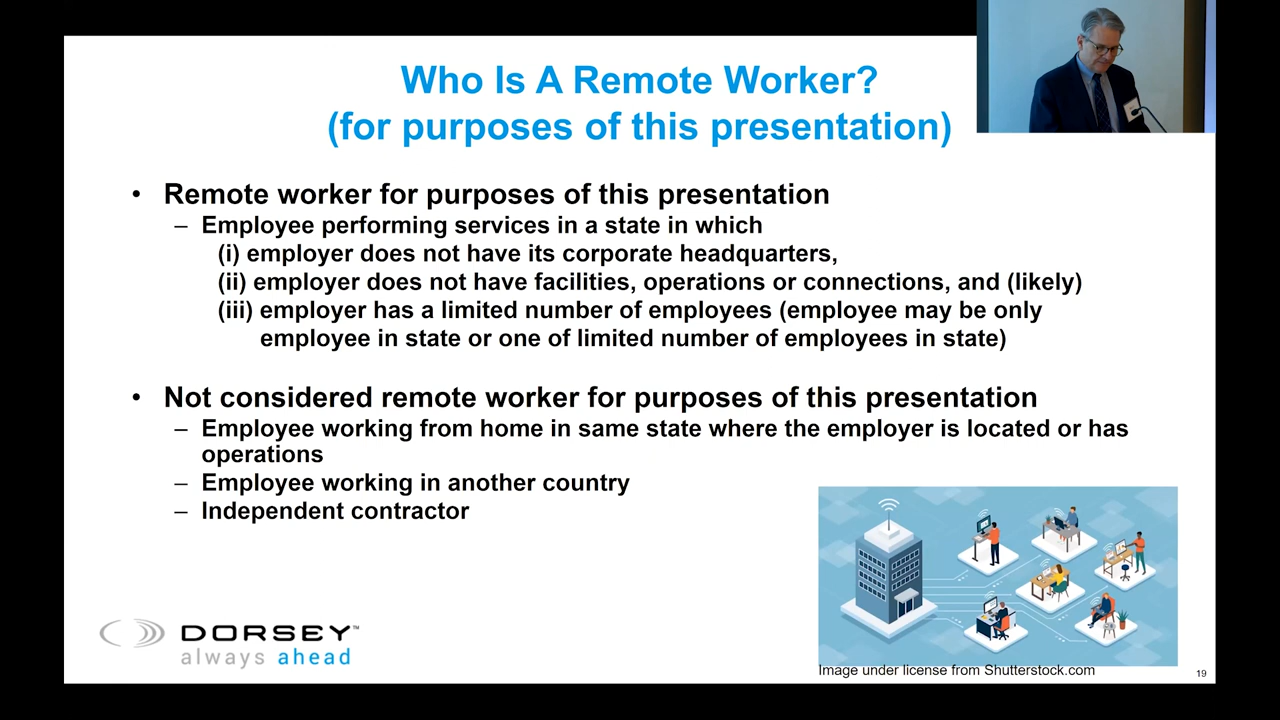 Who Is A Remote Worker?
(for purposes of this presentation)
• Remote worker for purposes of this presentation
– Employee performing services in a state in which
(i) employer does not have its corporate headquarters,
(ii) employer does not have facilities, operations or connections, and (likely)
(iii) employer has a limited number of employees (employee may be only
employee in state or one of limited number of employees in state)
• Not considered remote worker for purposes of this presentation
– Employee working from home in same state where the employer is located or has
operations
– Employee working in another country
– Independent contractor
DORSEY™
always ahead
Image under license from Shutterstock.com
19